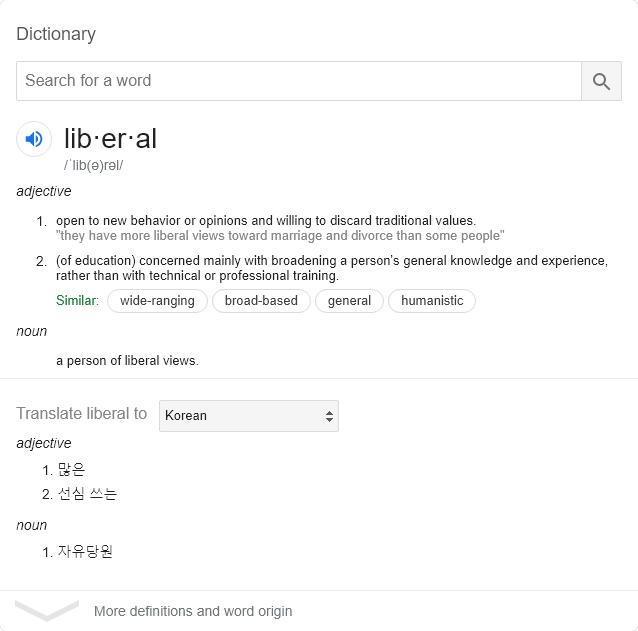 Dictionary
Search for a word
lib·er·al
/ˈlib(ə)rəl/
adjective
1. open to new behavior or opinions and willing to discard traditional values.
"they have more liberal views toward marriage and divorce than some people"
2. (of education) concerned mainly with broadening a person's general knowledge and experience,
rather than with technical or professional training.
Similar: wide-ranging broad-based general humanistic
noun
a person of liberal views.
Translate liberal to Korean
adjective
1. 많은
2. 선심 쓰는
noun
1. 자유당원
More definitions and word origin